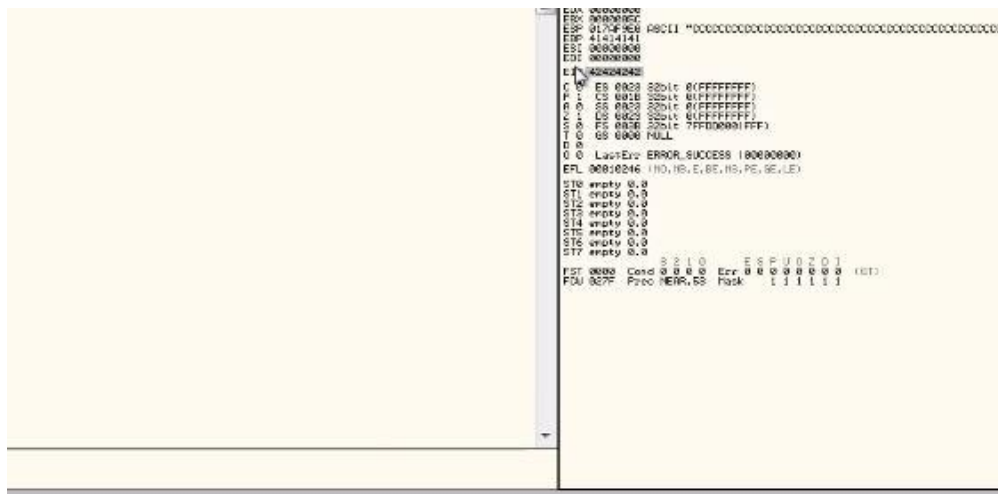 EDX 00000000
EBX 0000005C
ESP 017AF9E0 ASCII "DDDDDDDDDDDDDDDDDDDDDDDDDDDDDDDDDDDDDDDDDDDD
EBP 41414141
ESI 00000000
EDI 00000000
42424242
C 0 ES 0023 32bit 0(FFFFFFFF)
P 1 CS 001B 32bit 0(FFFFFFFF)
A 0 SS 0023 32bit 0(FFFFFFFF)
Z 1 DS 0023 32bit 0(FFFFFFFF)
S 0 FS 003B 32bit 7FFDD000(FFF)
T 0 GS 0000 NULL
D 0
O 0 LastErr ERROR_SUCCESS (00000000)
EFL 00010246 (NO,NB,E,BE,NS,PE,GE,LE)
ST0 empty 0.0
ST1 empty 0.0
ST2 empty 0.0
ST3 empty 0.0
ST4 empty 0.0
ST5 empty 0.0
ST6 empty 0.0
ST7 empty 0.0
3 2 1 0 E S P U O Z D I
FST 0000 Cond 0 0 0 0 Err 0 0 0 0 0 0 0 0 (GT)
FCW 027F Prec NEAR,53 Mask 1 1 1 1 1 1